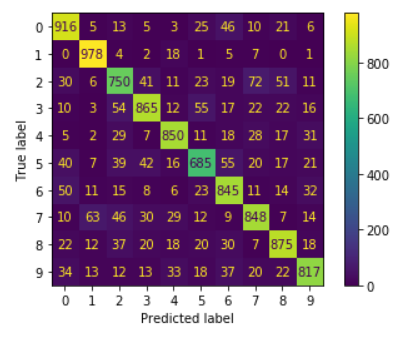 0 916 5 13 5 3 25 46 10 21 6
1 0 978 4 2 18 1 5 7 0 1
2 30 6 750 41 11 23 19 72 51 11
3 10 3 54 865 12 55 17 22 22 16
4 5 2 29 7 850 11 18 28 17 31
5 40 7 39 42 16 685 55 20 17 21
6 50 11 15 8 6 23 845 11 14 32
7 10 63 46 30 29 12 9 848 7 14
8 22 12 37 20 18 20 30 7 875 18
9 34 13 12 13 33 18 37 20 22 817
0 1 2 3 4 5 6 7 8 9
Predicted label
True label
800
600
400
200
0